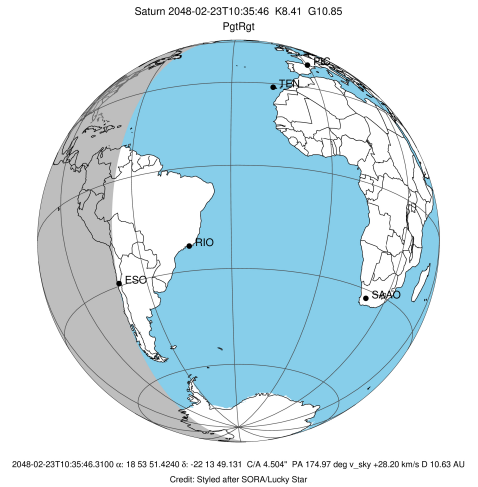 Saturn 2048-02-23T10:35:46 K8.41 G10.85
PgtRgt
PIC
TEN
RIO
ESO
SAAO
2048-02-23T10:35:46.3100 α: 18 53 51.4240 δ: -22 13 49.131 C/A 4.504" PA 174.97 deg v_sky +28.20 km/s D 10.63 AU
Credit: Styled after SORA/Lucky Star